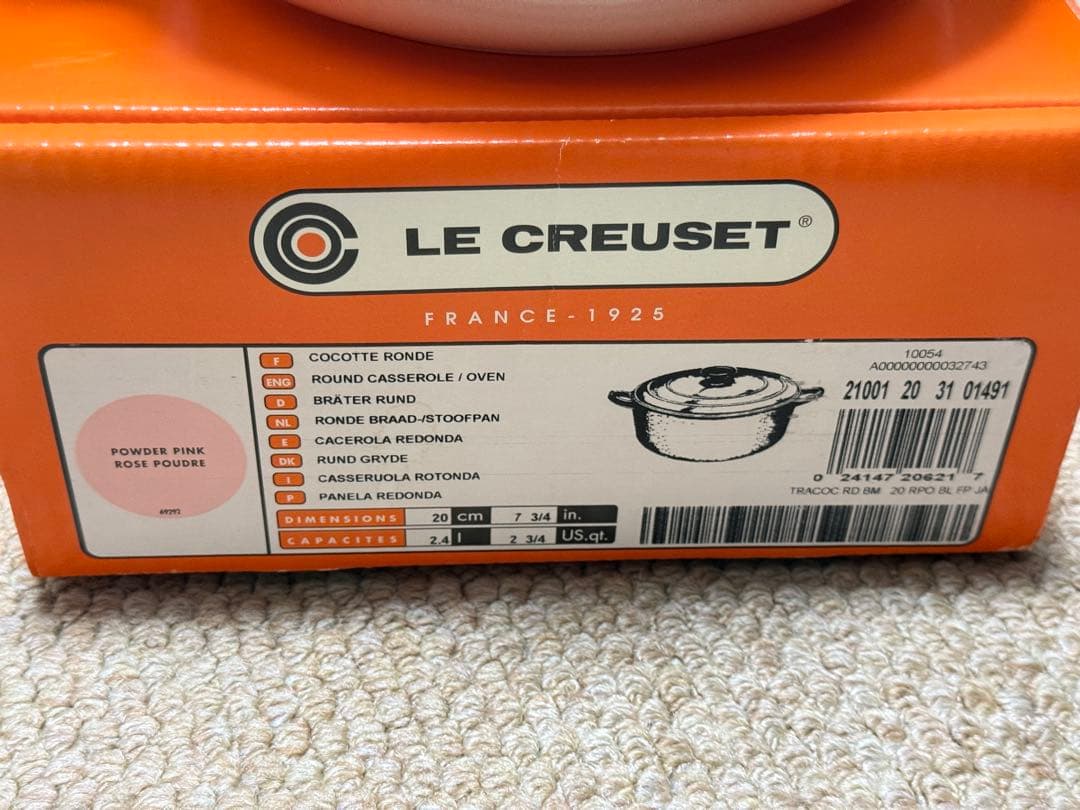 LE CREUSET®
FRANCE-1925
POWDER PINK
ROSE POUDRE
69292
F COCOTTE RONDE
ENG ROUND CASSEROLE / OVEN
D BRÄTER RUND
NL RONDE BRAAD-/STOOFPAN
E CACEROLA REDONDA
DK RUND GRYDE
I CASSERUOLA ROTONDA
P PANELA REDONDA
DIMENSIONS 20 cm 7 3/4 in.
CAPACITES 2.4 l 2 3/4 US.qt.
10054
A00000000032743
21001 20 31 01491
0 24147 20621 7
TRACOC RD BM 20 RPO BL FP JA